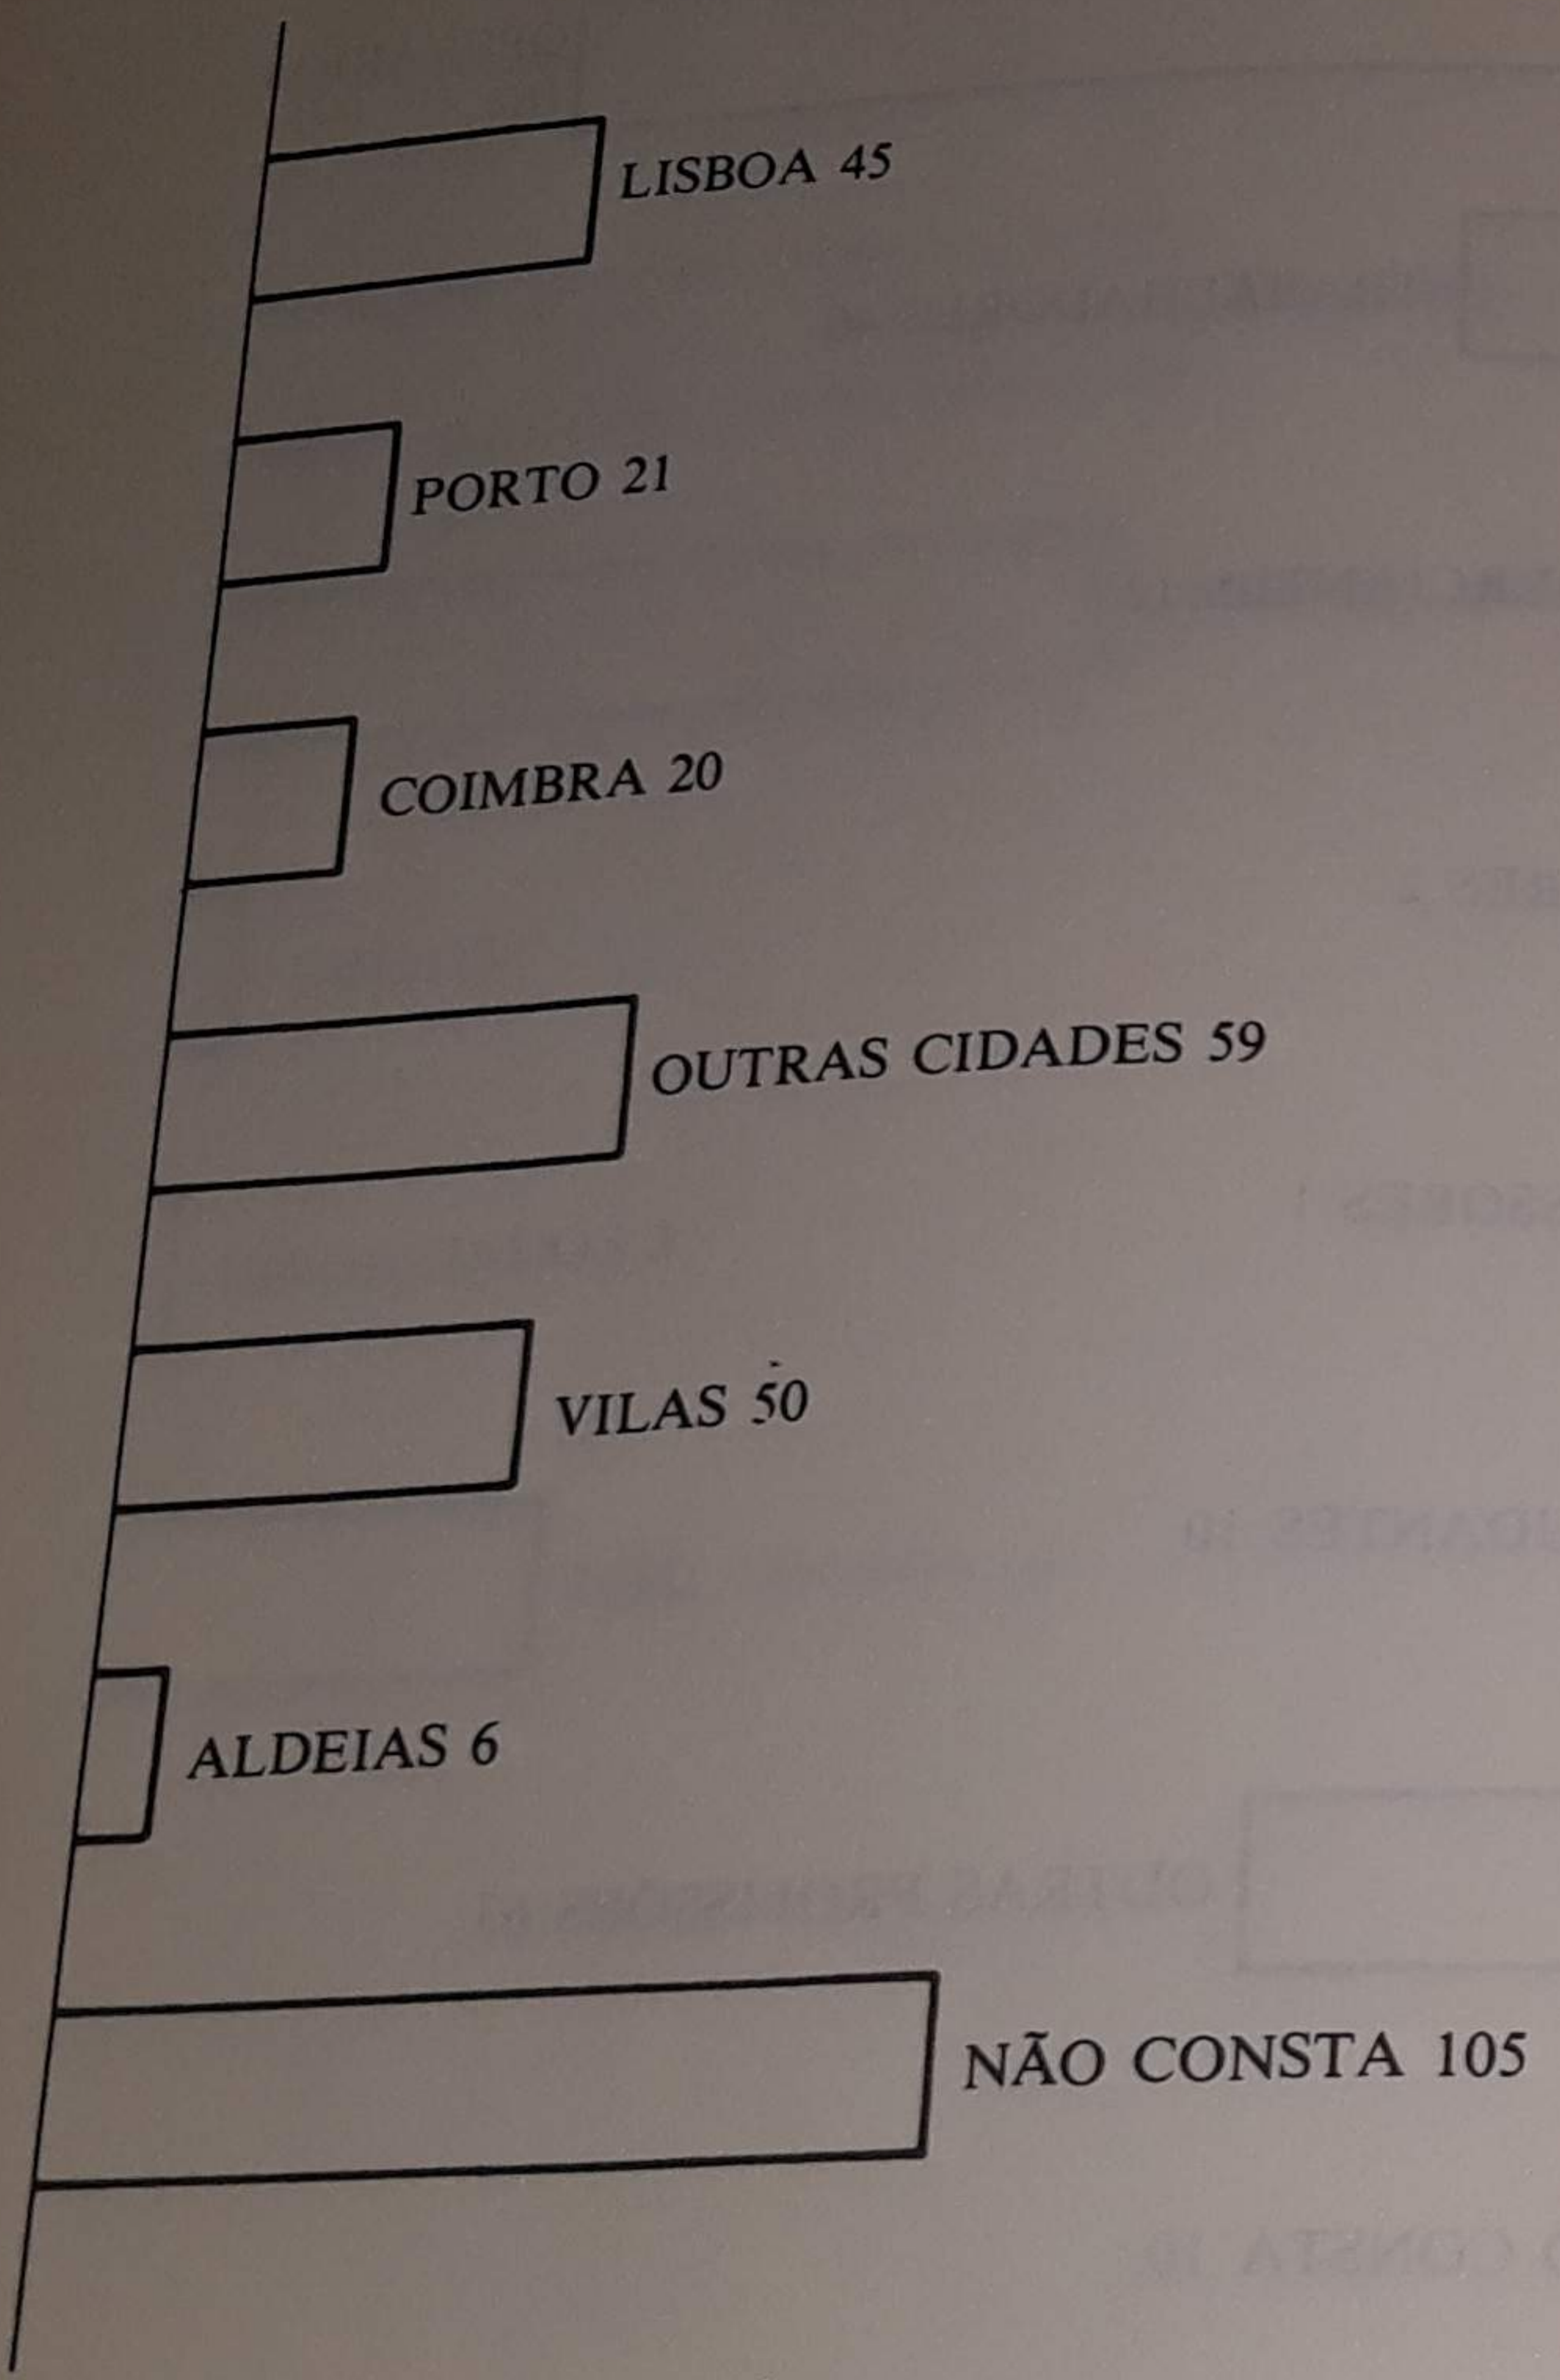 LISBOA 45
PORTO 21
COIMBRA 20
OUTRAS CIDADES 59
VILAS 50
ALDEIAS 6
NÃO CONSTA 105